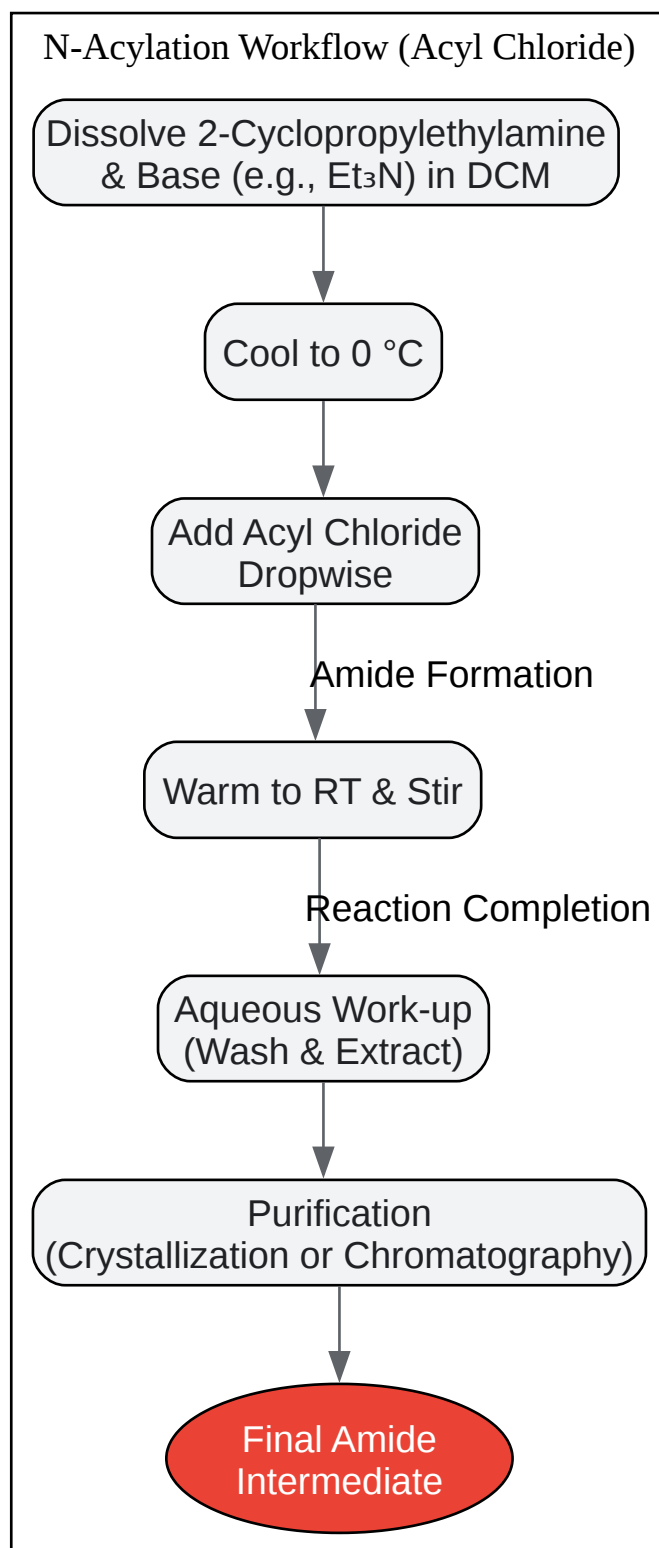 N-Acylation Workflow (Acyl Chloride)
Dissolve 2-Cyclopropylethylamine
& Base (e.g., Et₃N) in DCM
Cool to 0 °C
Add Acyl Chloride
Dropwise
Amide Formation
Warm to RT & Stir
Reaction Completion
Aqueous Work-up
(Wash & Extract)
Purification
(Crystallization or Chromatography)
Final Amide
Intermediate